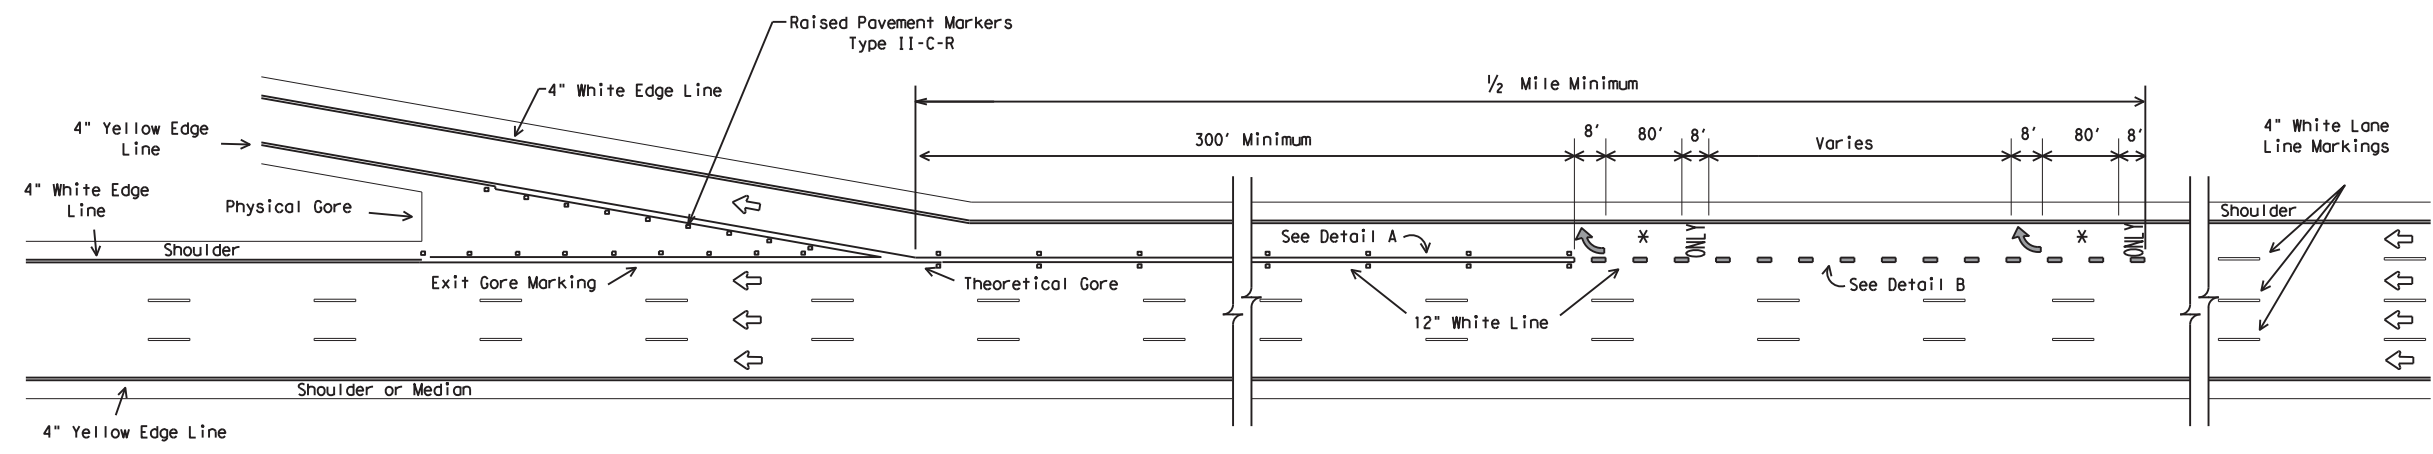 Raised Pavement Markers
Type II-C-R
4" White Edge Line
½ Mile Minimum
4" Yellow Edge
Line
300' Minimum
8'
80'
8'
Varies
8'
80'
8'
4" White Lane
Line Markings
4" White Edge
Line
Physical Gore
Shoulder
Shoulder
See Detail A
*
ONLY
*
ONLY
Exit Gore Marking
Theoretical Gore
See Detail B
12" White Line
Shoulder or Median
4" Yellow Edge Line